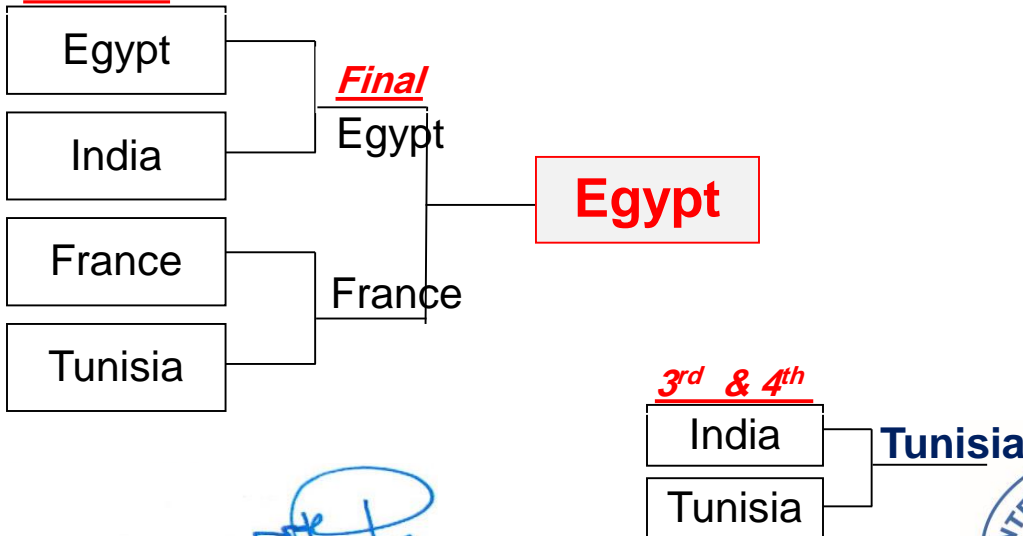 Egypt
India
France
Tunisia
Final
Egypt
France
Egypt
3rd & 4th
India
Tunisia
Tunisia